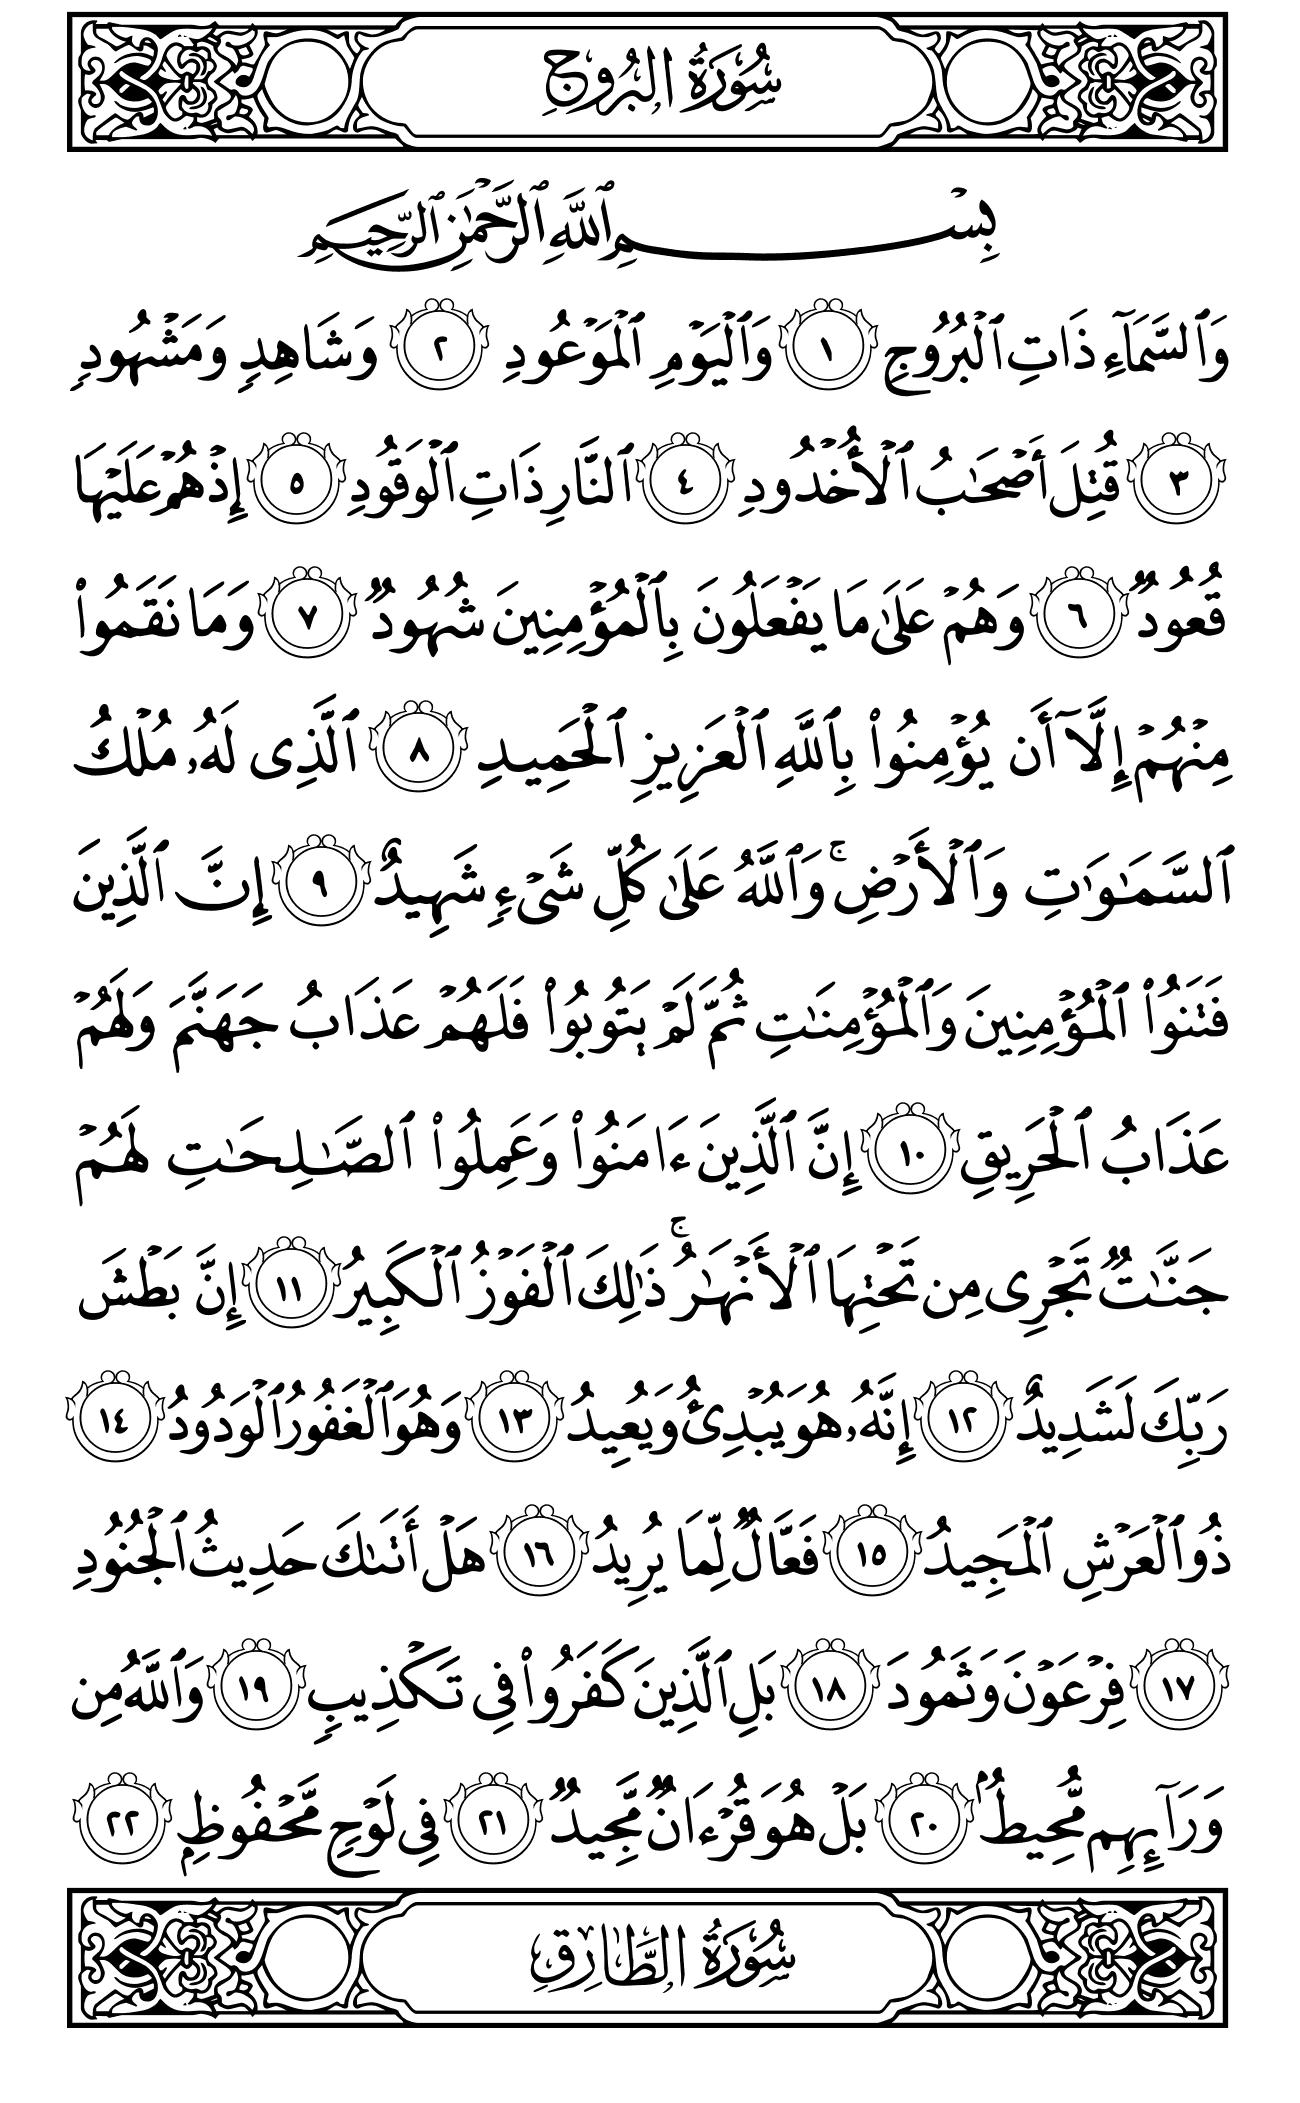 سُورَةُ البُرُوجِ
بِسۡمِ ٱللَّهِ ٱلرَّحۡمَٰنِ ٱلرَّحِيمِ
وَٱلسَّمَآءِ ذَاتِ ٱلۡبُرُوجِ ١ وَٱلۡيَوۡمِ ٱلۡمَوۡعُودِ ٢ وَشَاهِدٖ وَمَشۡهُودٖ
٣ قُتِلَ أَصۡحَٰبُ ٱلۡأُخۡدُودِ ٤ ٱلنَّارِ ذَاتِ ٱلۡوَقُودِ ٥ إِذۡ هُمۡ عَلَيۡهَا
قُعُودٞ ٦ وَهُمۡ عَلَىٰ مَا يَفۡعَلُونَ بِٱلۡمُؤۡمِنِينَ شُهُودٞ ٧ وَمَا نَقَمُواْ
مِنۡهُمۡ إِلَّآ أَن يُؤۡمِنُواْ بِٱللَّهِ ٱلۡعَزِيزِ ٱلۡحَمِيدِ ٨ ٱلَّذِى لَهُۥ مُلۡكُ
ٱلسَّمَٰوَٰتِ وَٱلۡأَرۡضِۚ وَٱللَّهُ عَلَىٰ كُلِّ شَىۡءٖ شَهِيدٌ ٩ إِنَّ ٱلَّذِينَ
فَتَنُواْ ٱلۡمُؤۡمِنِينَ وَٱلۡمُؤۡمِنَٰتِ ثُمَّ لَمۡ يَتُوبُواْ فَلَهُمۡ عَذَابُ جَهَنَّمَ وَلَهُمۡ
عَذَابُ ٱلۡحَرِيقِ ١٠ إِنَّ ٱلَّذِينَ ءَامَنُواْ وَعَمِلُواْ ٱلصَّٰلِحَٰتِ لَهُمۡ
جَنَّٰتٞ تَجۡرِى مِن تَحۡتِهَا ٱلۡأَنۡهَٰرُۚ ذَٰلِكَ ٱلۡفَوۡزُ ٱلۡكَبِيرُ ١١ إِنَّ بَطۡشَ
رَبِّكَ لَشَدِيدٌ ١٢ إِنَّهُۥ هُوَ يُبۡدِئُ وَيُعِيدُ ١٣ وَهُوَ ٱلۡغَفُورُ ٱلۡوَدُودُ ١٤
ذُو ٱلۡعَرۡشِ ٱلۡمَجِيدُ ١٥ فَعَّالٞ لِّمَا يُرِيدُ ١٦ هَلۡ أَتَىٰكَ حَدِيثُ ٱلۡجُنُودِ
١٧ فِرۡعَوۡنَ وَثَمُودَ ١٨ بَلِ ٱلَّذِينَ كَفَرُواْ فِى تَكۡذِيبٖ ١٩ وَٱللَّهُ مِن
وَرَآئِهِم مُّحِيطُۢ ٢٠ بَلۡ هُوَ قُرۡءَانٞ مَّجِيدٞ ٢١ فِى لَوۡحٖ مَّحۡفُوظِۭ ٢٢
سُورَةُ الطَّارِقِ